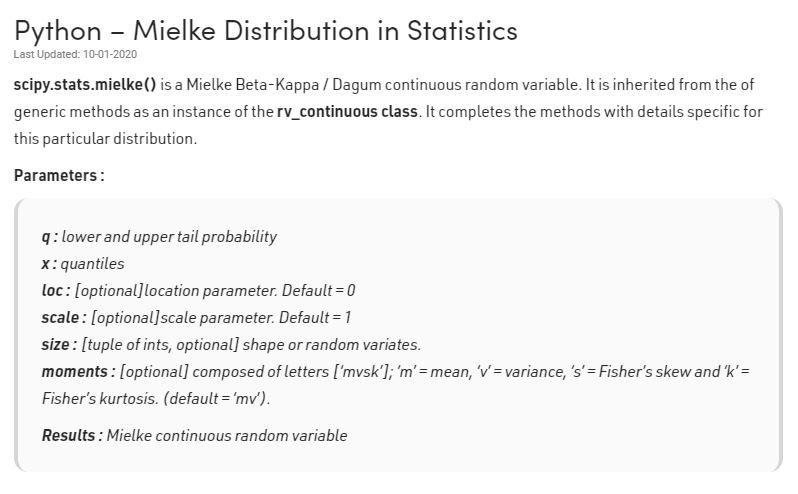 Python – Mielke Distribution in Statistics
Last Updated: 10-01-2020
scipy.stats.mielke() is a Mielke Beta-Kappa / Dagum continuous random variable. It is inherited from the of
generic methods as an instance of the rv_continuous class. It completes the methods with details specific for
this particular distribution.
Parameters :
q : lower and upper tail probability
x : quantiles
loc : [optional]location parameter. Default = 0
scale : [optional]scale parameter. Default = 1
size : [tuple of ints, optional] shape or random variates.
moments : [optional] composed of letters [‘mvsk’]; ‘m’ = mean, ‘v’ = variance, ‘s’ = Fisher’s skew and ‘k’ =
Fisher’s kurtosis. (default = ‘mv’).
Results : Mielke continuous random variable